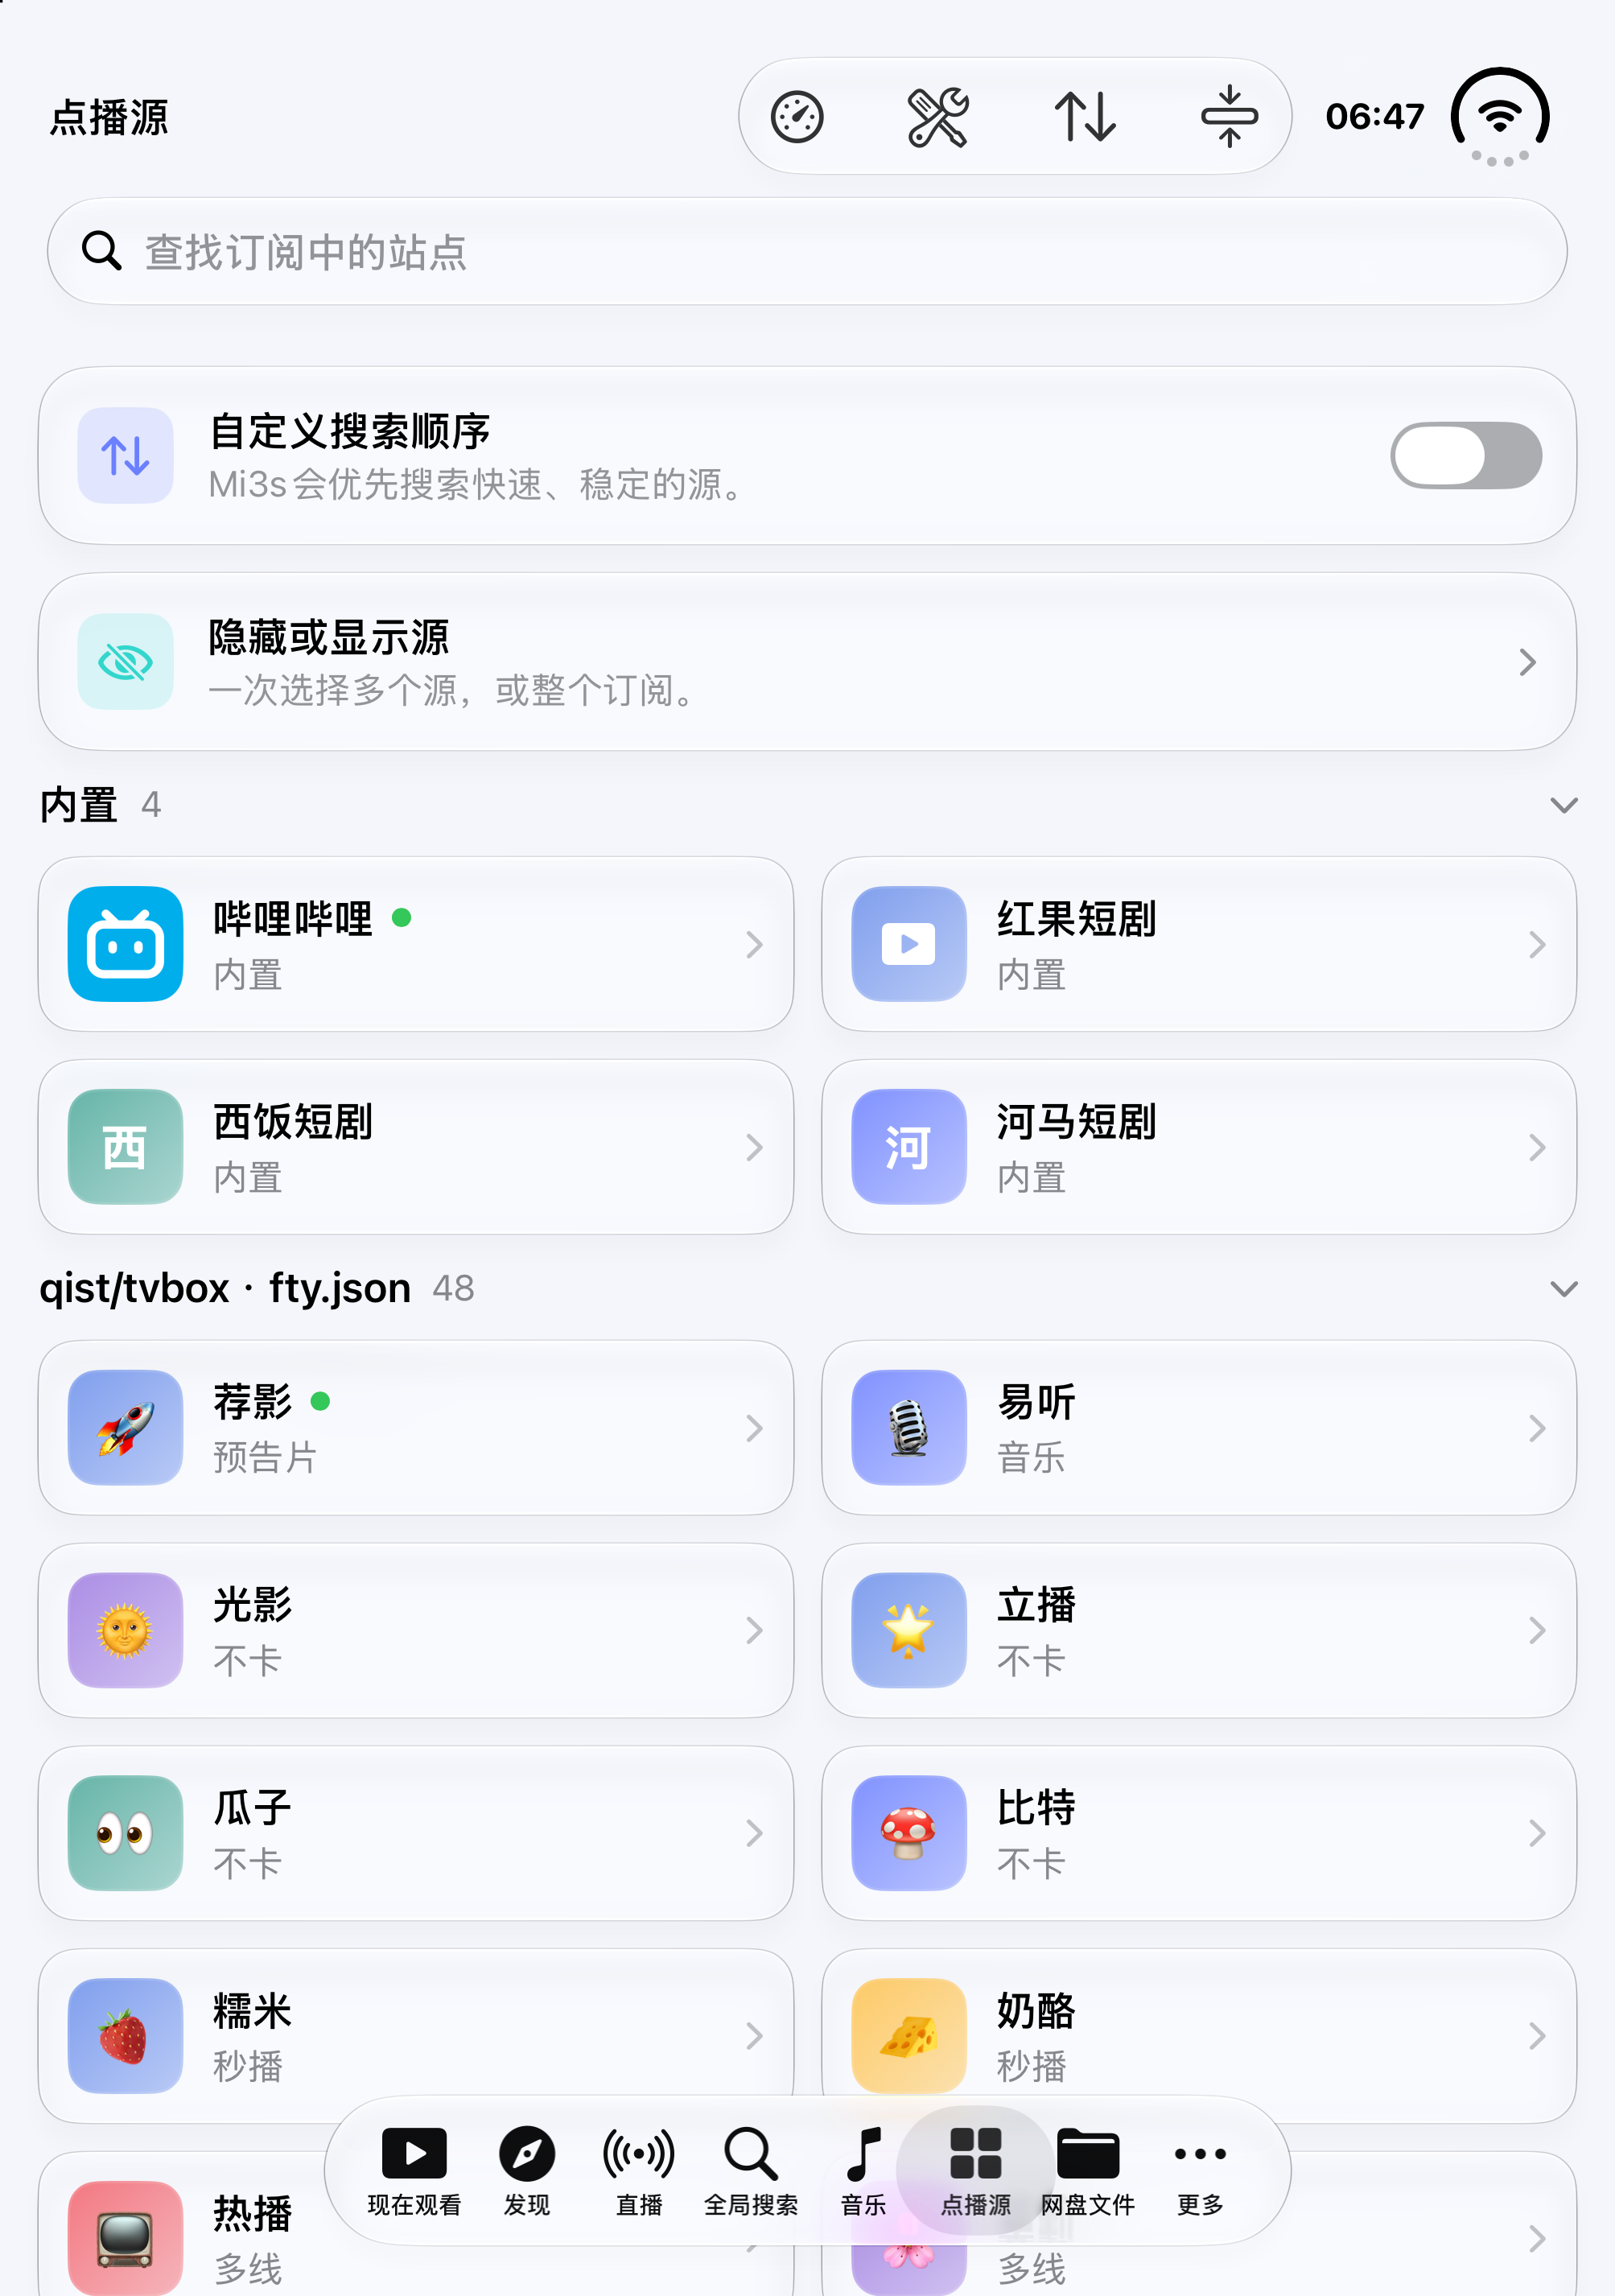 点播源
06:47
查找订阅中的站点
自定义搜索顺序
Mi3s会优先搜索快速、稳定的源。
隐藏或显示源
一次选择多个源，或整个订阅。
内置 4
哔哩哔哩
内置
红果短剧
内置
西
西饭短剧
内置
河
河马短剧
内置
qist/tvbox · fty.json 48
荐影
预告片
易听
音乐
光影
不卡
立播
不卡
瓜子
不卡
比特
不卡
糯米
秒播
奶酪
秒播
热播
多线
多线
现在观看
发现
直播
全局搜索
音乐
点播源
网盘文件
更多